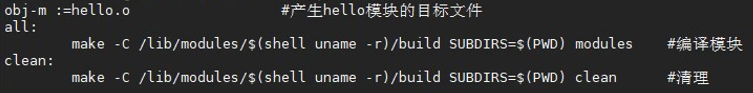 obj-m :=hello.o                  #产生hello模块的目标文件
all:
        make -C /lib/modules/$(shell uname -r)/build SUBDIRS=$(PWD) modules    #编译模块
clean:
        make -C /lib/modules/$(shell uname -r)/build SUBDIRS=$(PWD) clean      #清理